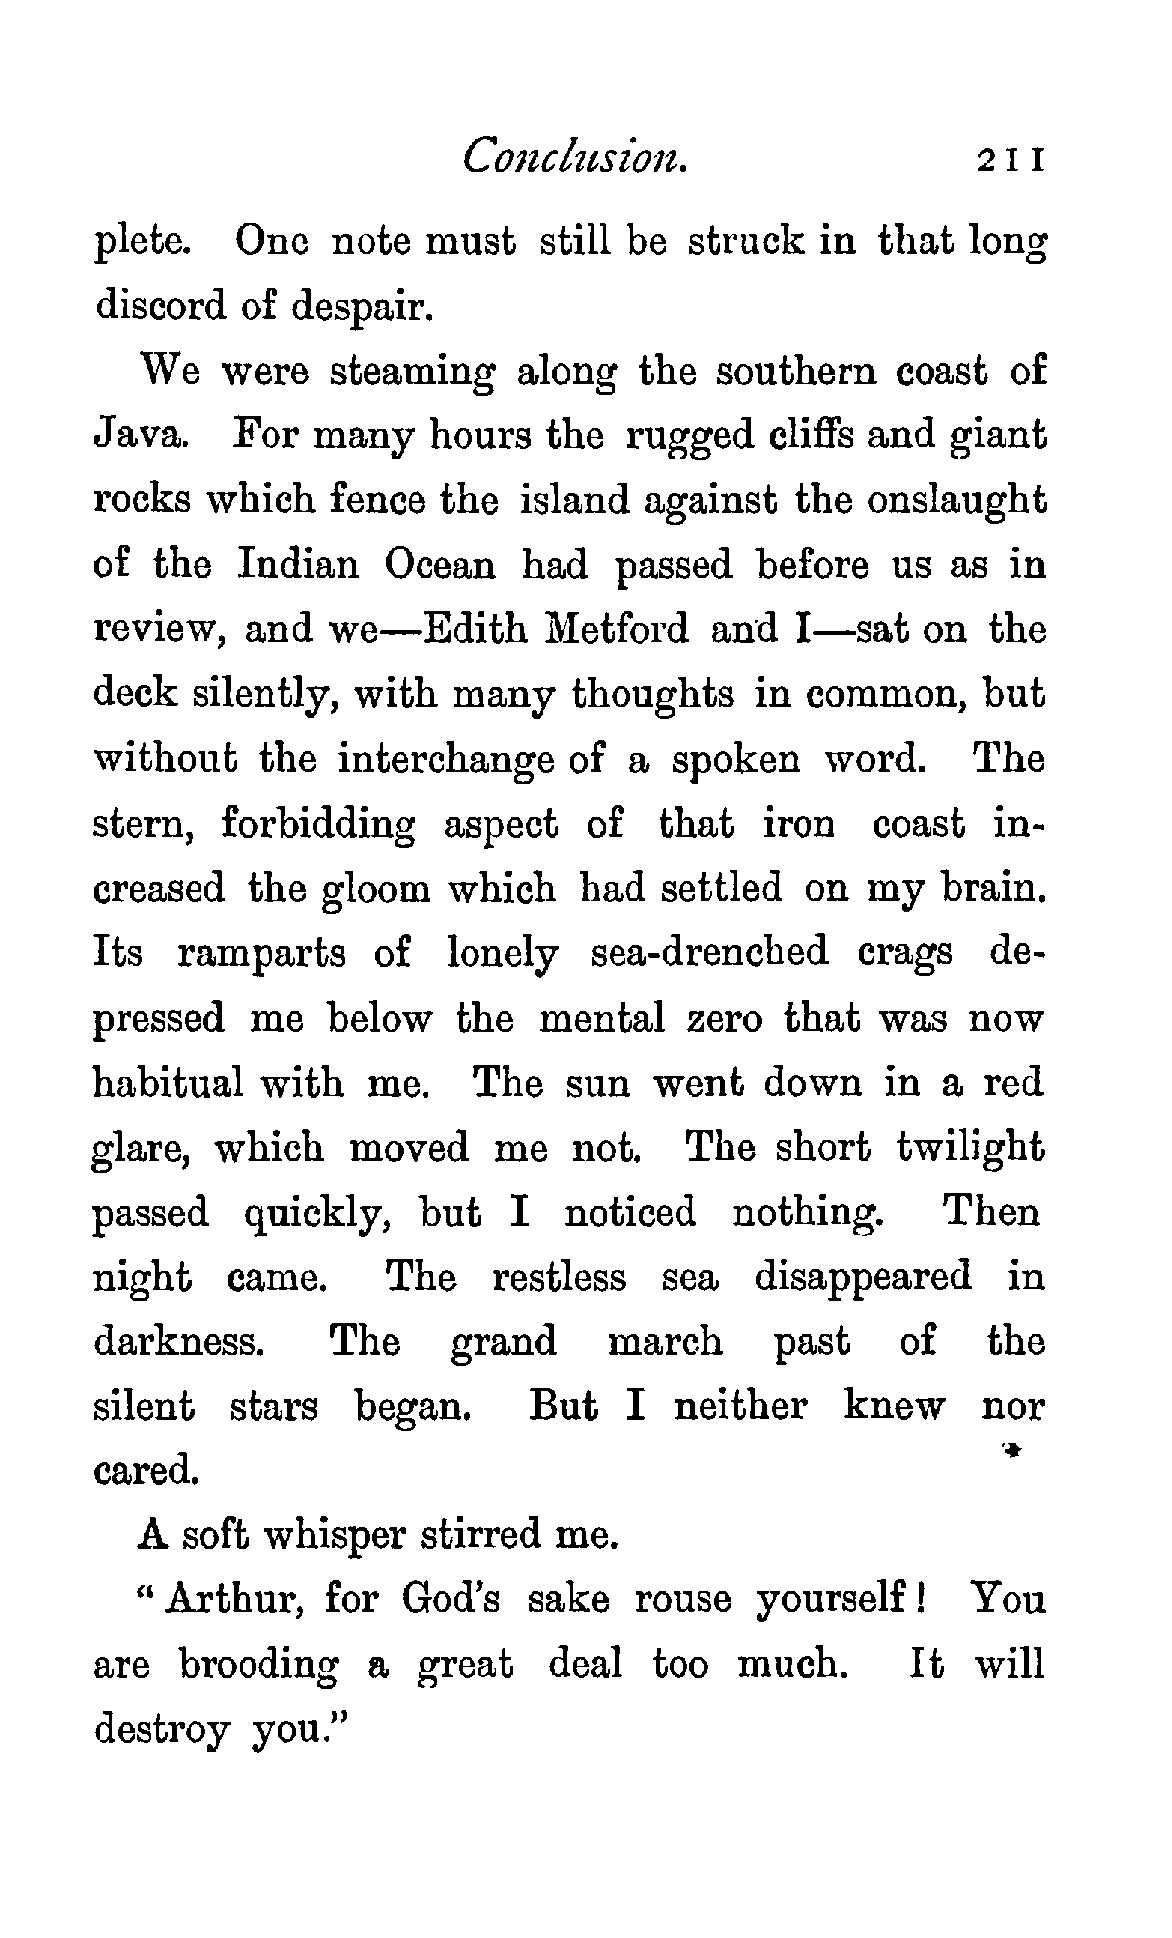 Conclusion. 211
plete. One note must still be struck in that long
discord of despair.
We were steaming along the southern coast of
Java. For many hours the rugged cliffs and giant
rocks which fence the island against the onslaught
of the Indian Ocean had passed before us as in
review, and we—Edith Metford and I—sat on the
deck silently, with many thoughts in common, but
without the interchange of a spoken word. The
stern, forbidding aspect of that iron coast in-
creased the gloom which had settled on my brain.
Its ramparts of lonely sea-drenched crags de-
pressed me below the mental zero that was now
habitual with me. The sun went down in a red
glare, which moved me not. The short twilight
passed quickly, but I noticed nothing. Then
night came. The restless sea disappeared in
darkness. The grand march past of the
silent stars began. But I neither knew nor
cared.
A soft whisper stirred me.
"Arthur, for God's sake rouse yourself! You
are brooding a great deal too much. It will
destroy you."